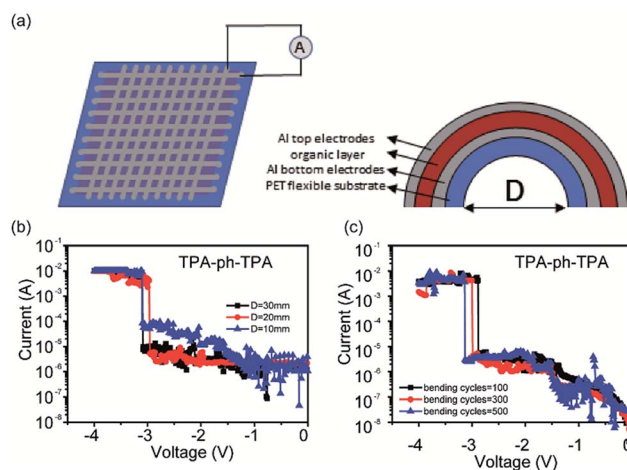 (a)
A
Al top electrodes
organic layer
Al bottom electrodes
PET flexible substrate
D
(b)
TPA-ph-TPA
10⁻¹
10⁻²
10⁻³
10⁻⁴
10⁻⁵
10⁻⁶
10⁻⁷
10⁻⁸
Current (A)
D=30mm
D=20mm
D=10mm
-4 -3 -2 -1 0
Voltage (V)
(c)
TPA-ph-TPA
10⁻¹
10⁻²
10⁻³
10⁻⁴
10⁻⁵
10⁻⁶
10⁻⁷
10⁻⁸
Current (A)
bending cycles=100
bending cycles=300
bending cycles=500
-4 -3 -2 -1 0
Voltage (V)